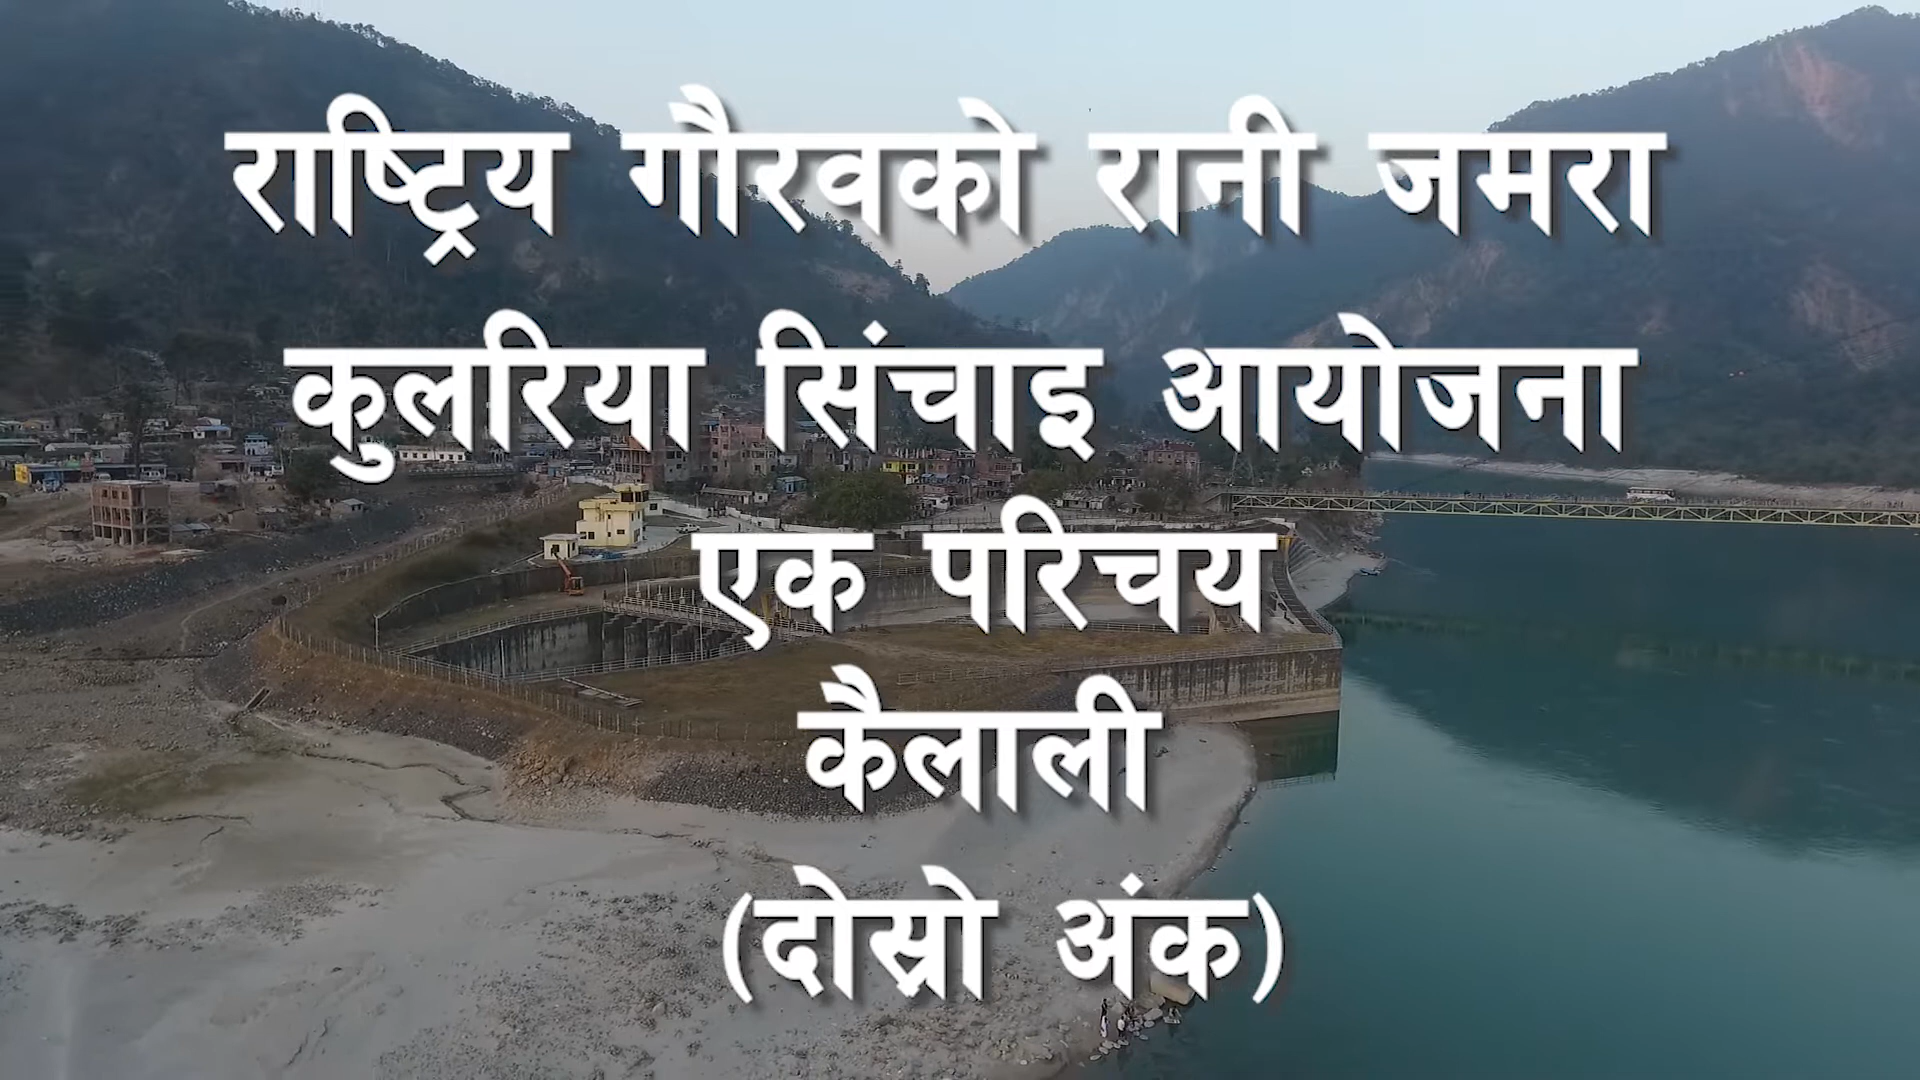 राष्ट्रिय गौरवको रानी जमरा
कुलरिया सिंचाइ आयोजना
एक परिचय
कैलाली
(दोस्रो अंक)